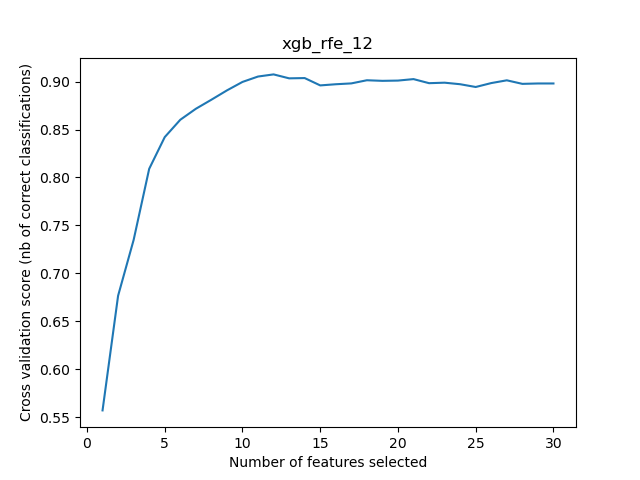 xgb_rfe_12
Cross validation score (nb of correct classifications)
0.90
0.85
0.80
0.75
0.70
0.65
0.60
0.55
0 5 10 15 20 25 30
Number of features selected